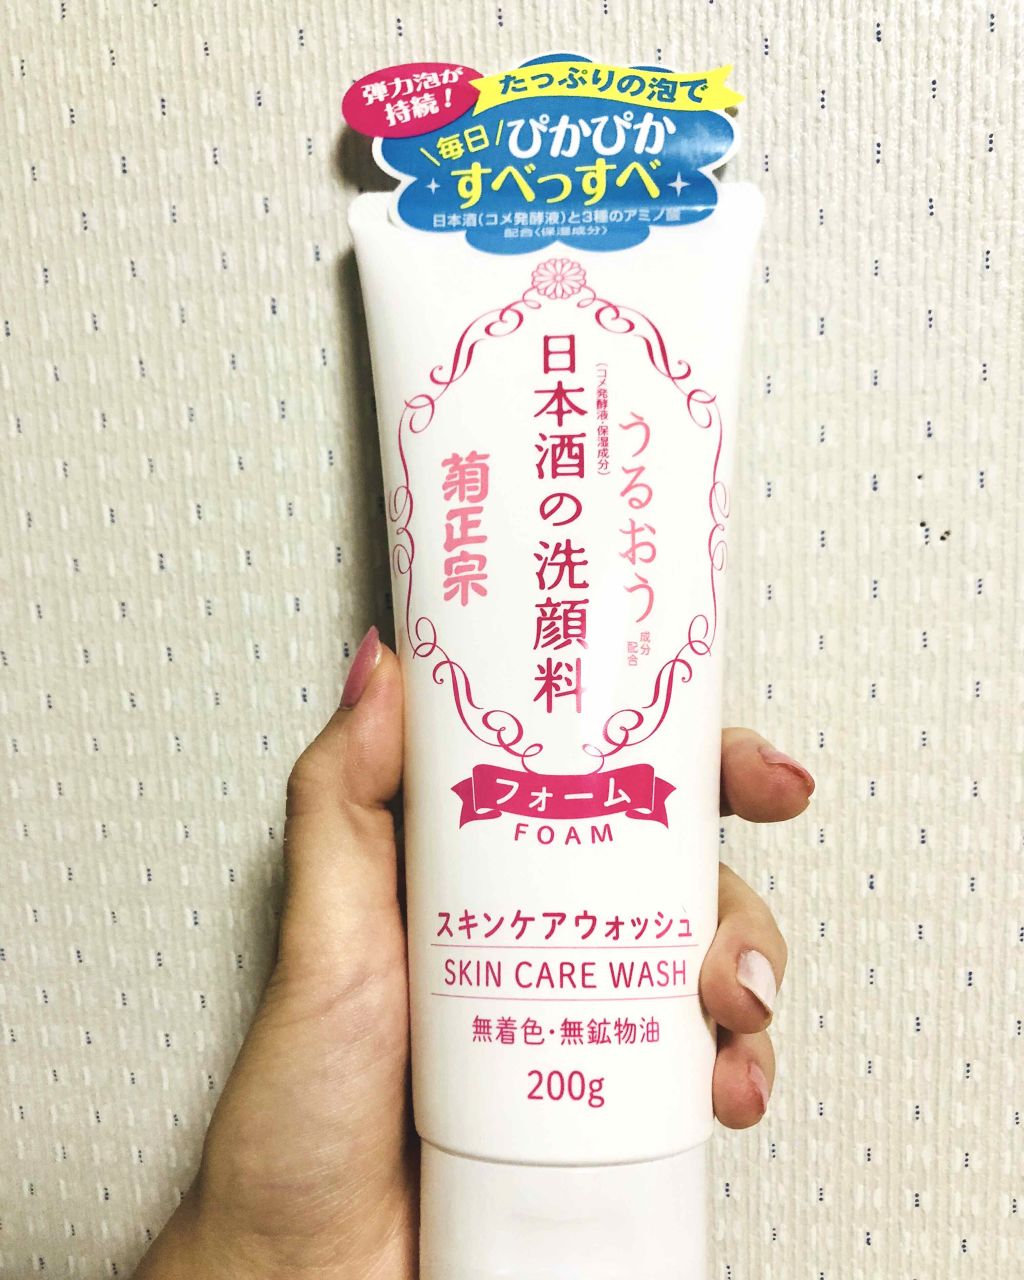 弾力泡が
持続!
たっぷりの泡で
\毎日/ぴかぴか
すべっすべ
日本酒(コメ発酵液)と3種のアミノ酸
配合〈保湿成分〉
うるおう
成分
配合
日本酒の洗顔料
(コメ発酵液・保湿成分)
菊正宗
フォーム
FOAM
スキンケアウォッシュ
SKIN CARE WASH
無着色・無鉱物油
200g